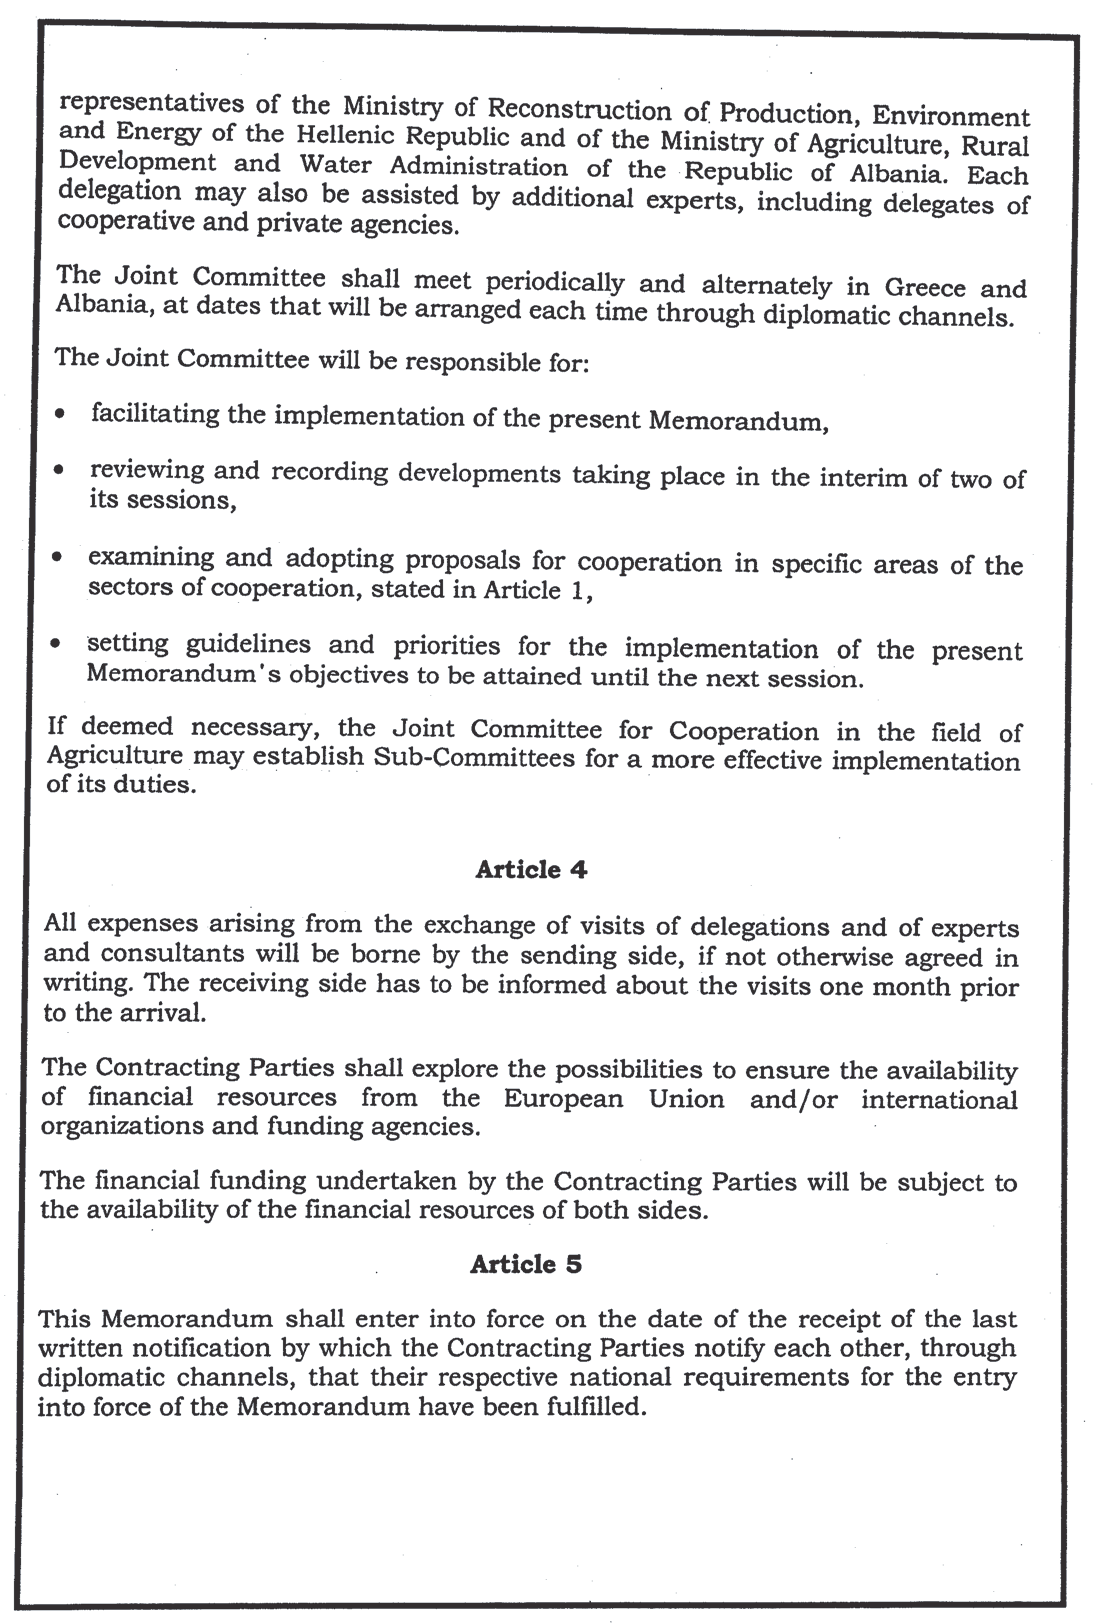 representatives of the Ministry of Reconstruction of Production, Environment
and Energy of the Hellenic Republic and of the Ministry of Agriculture, Rural
Development and Water Administration of the Republic of Albania. Each
delegation may also be assisted by additional experts, including delegates of
cooperative and private agencies.
The Joint Committee shall meet periodically and alternately in Greece and
Albania, at dates that will be arranged each time through diplomatic channels.
The Joint Committee will be responsible for:
• facilitating the implementation of the present Memorandum,
• reviewing and recording developments taking place in the interim of two of
its sessions,
• examining and adopting proposals for cooperation in specific areas of the
sectors of cooperation, stated in Article 1,
• setting guidelines and priorities for the implementation of the present
Memorandum's objectives to be attained until the next session.
If deemed necessary, the Joint Committee for Cooperation in the field of
Agriculture may establish Sub-Committees for a more effective implementation
of its duties.
Article 4
All expenses arising from the exchange of visits of delegations and of experts
and consultants will be borne by the sending side, if not otherwise agreed in
writing. The receiving side has to be informed about the visits one month prior
to the arrival.
The Contracting Parties shall explore the possibilities to ensure the availability
of financial resources from the European Union and/or international
organizations and funding agencies.
The financial funding undertaken by the Contracting Parties will be subject to
the availability of the financial resources of both sides.
Article 5
This Memorandum shall enter into force on the date of the receipt of the last
written notification by which the Contracting Parties notify each other, through
diplomatic channels, that their respective national requirements for the entry
into force of the Memorandum have been fulfilled.